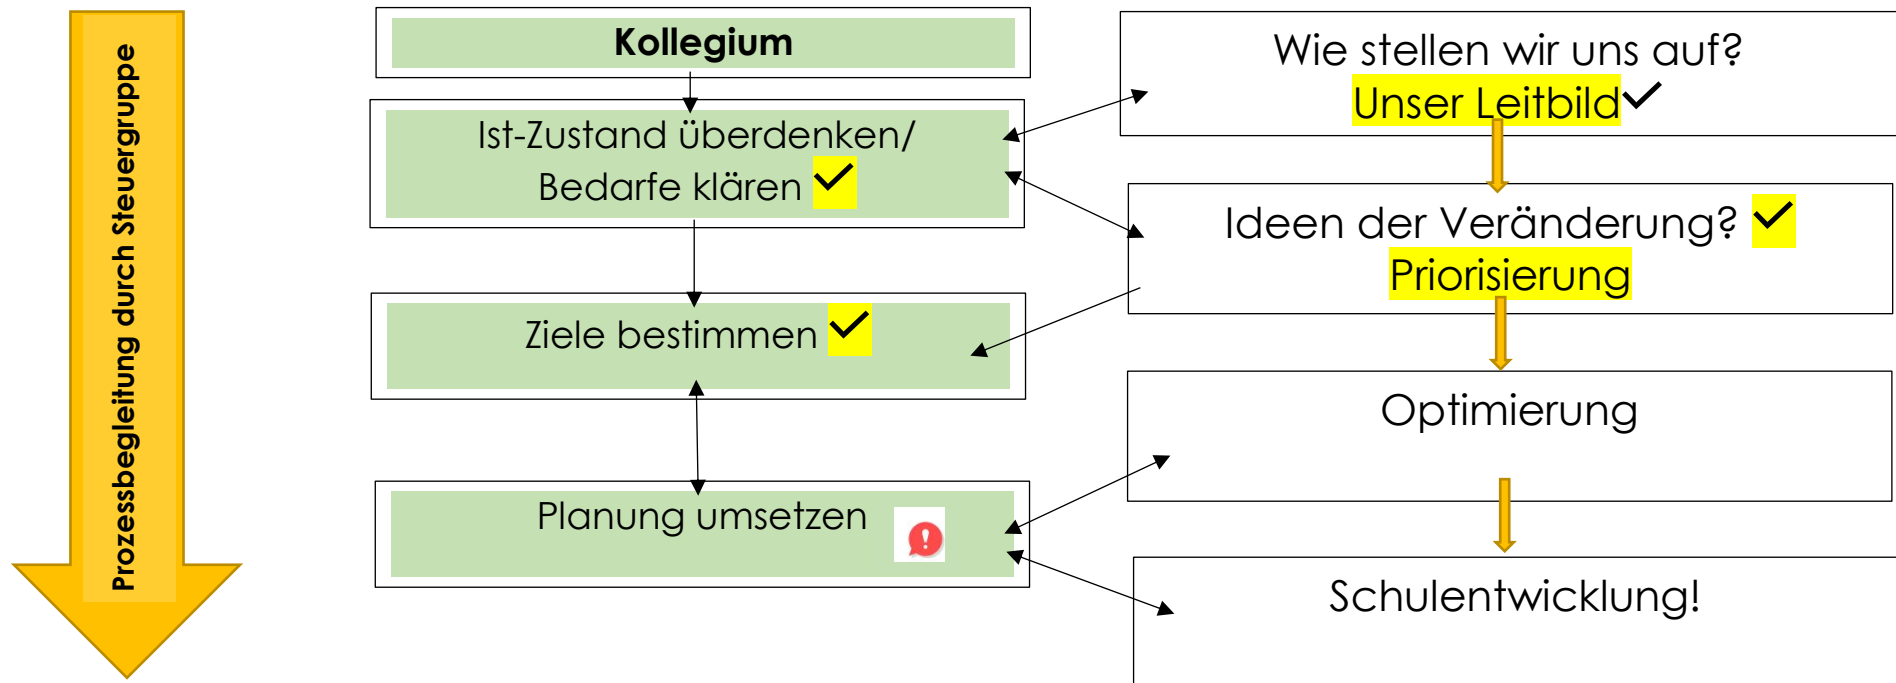 Prozessbegleitung durch Steuergruppe
Kollegium
Ist-Zustand überdenken/
Bedarfe klären ✓
Ziele bestimmen ✓
Planung umsetzen
Wie stellen wir uns auf?
Unser Leitbild ✓
Ideen der Veränderung? ✓
Priorisierung
Optimierung
Schulentwicklung!